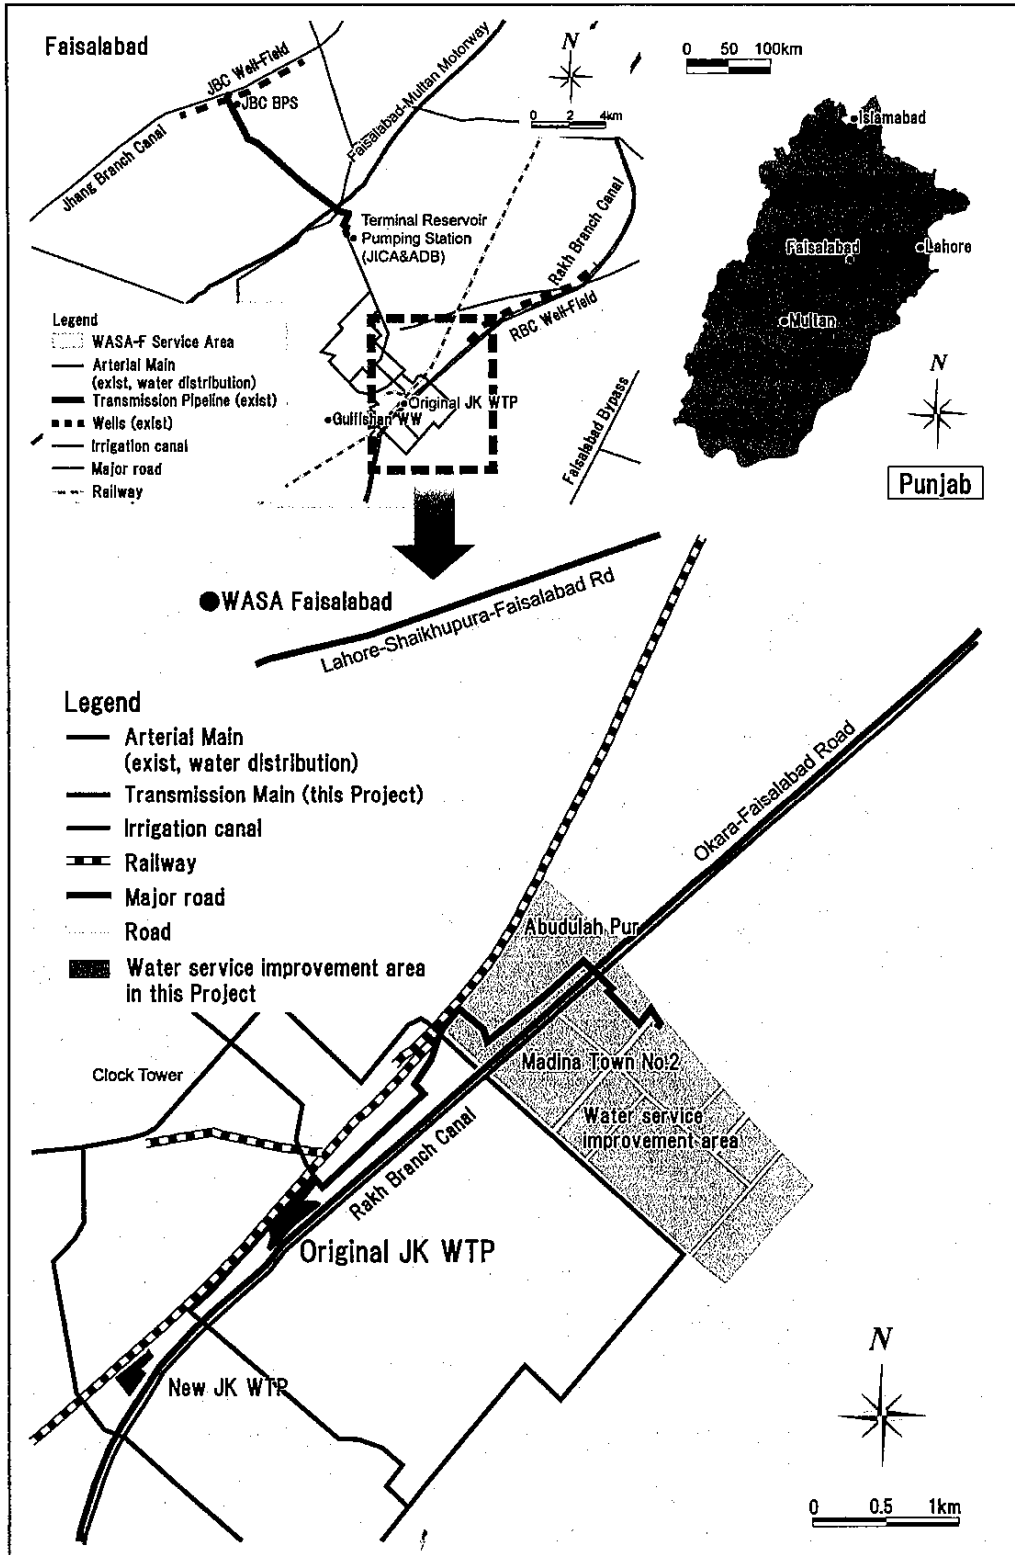 Faisalabad
JBC Well-Field
JBC BPS
Jhang Branch Canal
Faisalabad-Multan Motorway
N
0 2 4km
Terminal Reservoir
Pumping Station
(JICA&ADB)
Rakh Branch Canal
RBC Well-Field
Original JK WTP
Gulfishan WW
Faisalabad Bypass
Legend
WASA-F Service Area
Arterial Main
(exist, water distribution)
Transmission Pipeline (exist)
Wells (exist)
Irrigation canal
Major road
Railway
0 50 100km
Islamabad
Faisalabad
Lahore
Multan
N
Punjab
WASA Faisalabad
Lahore-Shaikhupura-Faisalabad Rd
Legend
Arterial Main
(exist, water distribution)
Transmission Main (this Project)
Irrigation canal
Railway
Major road
Road
Water service improvement area
in this Project
Okara-Faisalabad Road
Abudulah Pur
Clock Tower
Madina Town No.2
Water service
improvement area
Rakh Branch Canal
Original JK WTP
New JK WTP
N
0 0.5 1km